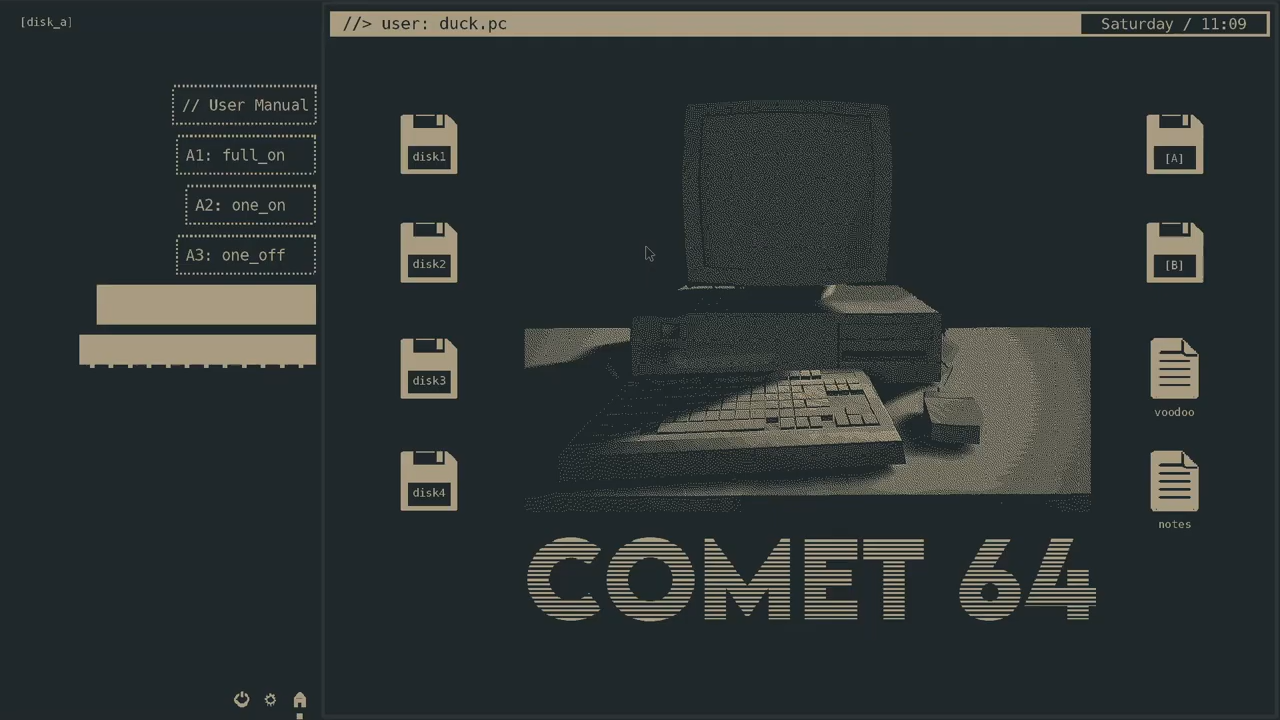 [disk_a]
//> user: duck.pc
Saturday / 11:09
// User Manual
A1: full_on
A2: one_on
A3: one_off
disk1
disk2
disk3
disk4
[A]
[B]
voodoo
notes
COMET 64